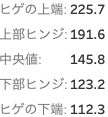 ヒゲの上端: 225.7
上部ヒンジ: 191.6
中央値: 145.8
下部ヒンジ: 123.2
ヒゲの下端: 112.3